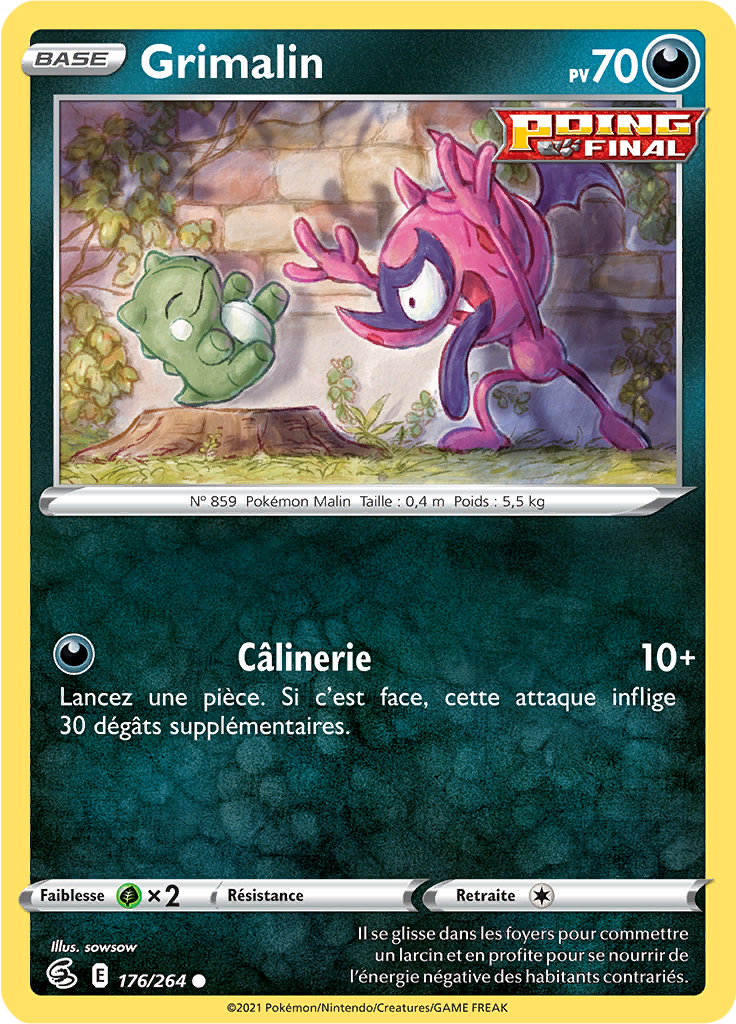 BASE
Grimalin
PV 70
POING
FINAL
N° 859 Pokémon Malin Taille : 0,4 m Poids : 5,5 kg
Câlinerie 10+
Lancez une pièce. Si c'est face, cette attaque inflige
30 dégâts supplémentaires.
Faiblesse ×2 Résistance Retraite
Illus. sowsow
E 176/264
Il se glisse dans les foyers pour commettre
un larcin et en profite pour se nourrir de
l'énergie négative des habitants contrariés.
©2021 Pokémon/Nintendo/Creatures/GAME FREAK